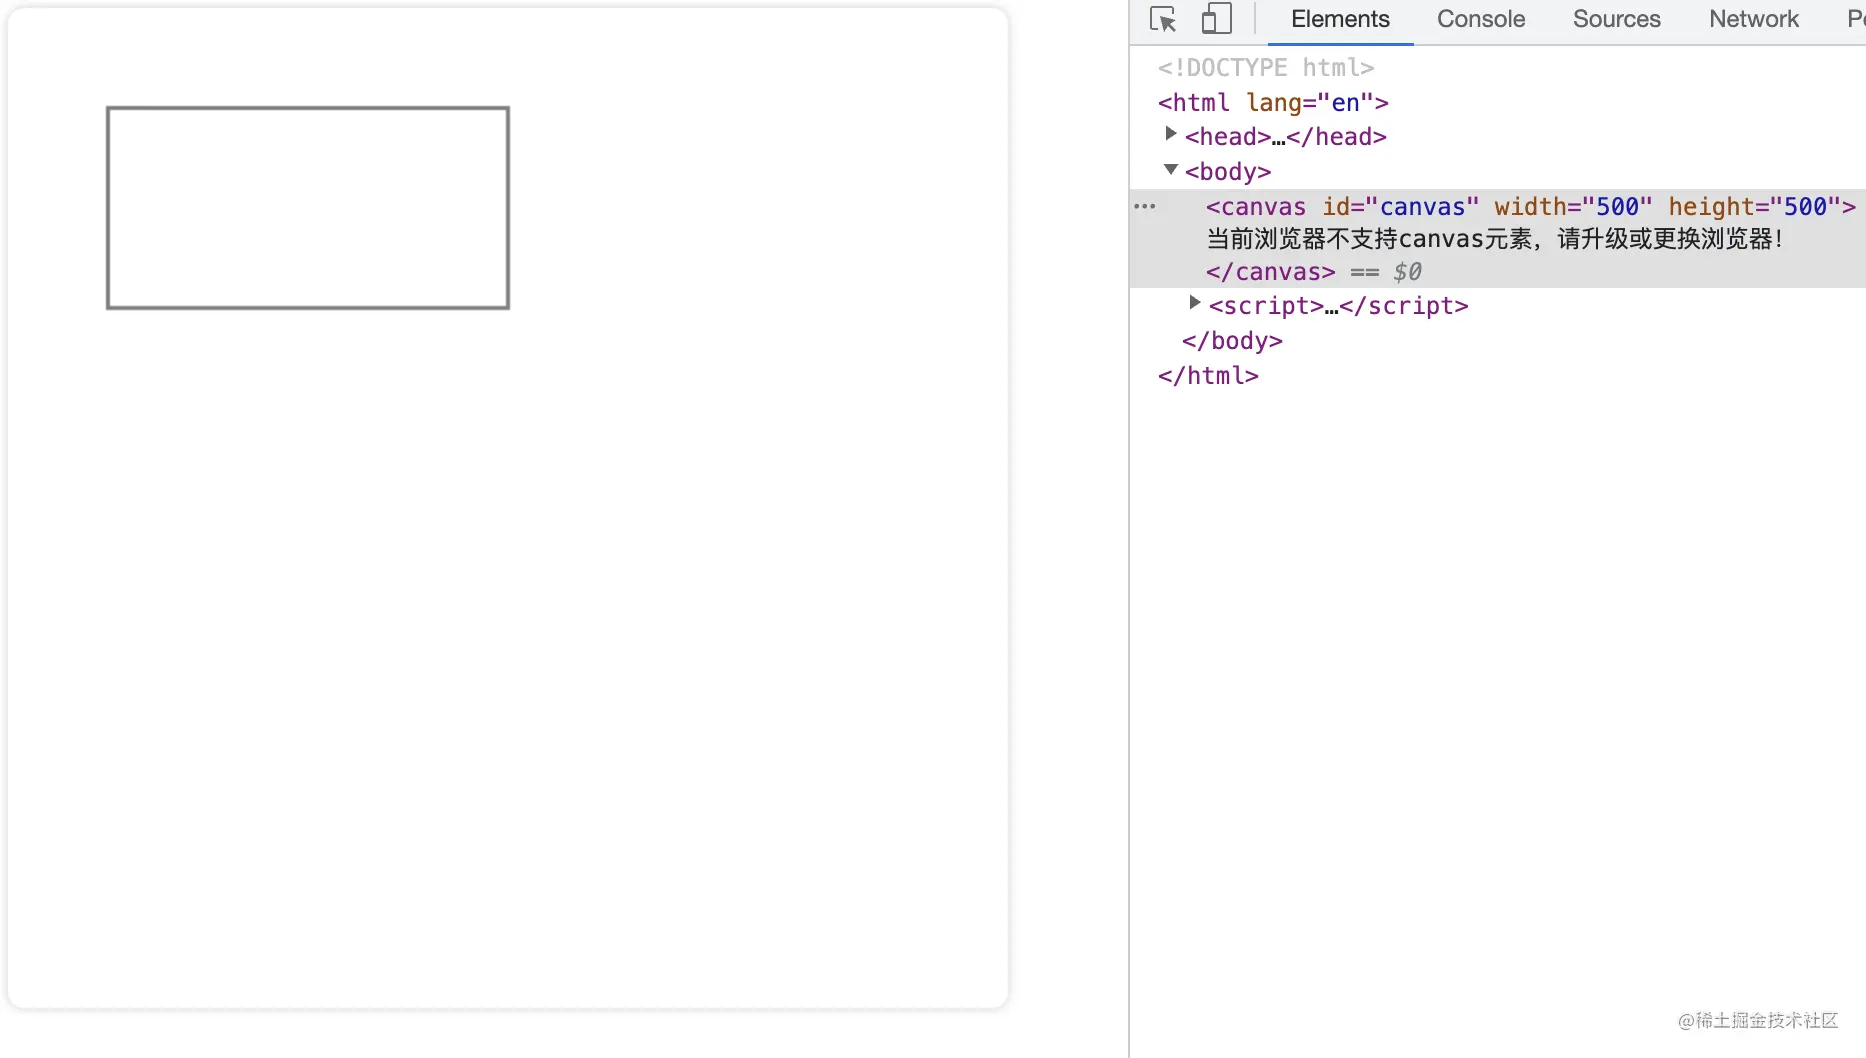 Elements Console Sources Network Pe
<!DOCTYPE html>
<html lang="en">
<head>…</head>
<body>
… <canvas id="canvas" width="500" height="500">
当前浏览器不支持canvas元素，请升级或更换浏览器！
</canvas> == $0
<script>…</script>
</body>
</html>
@稀土掘金技术社区